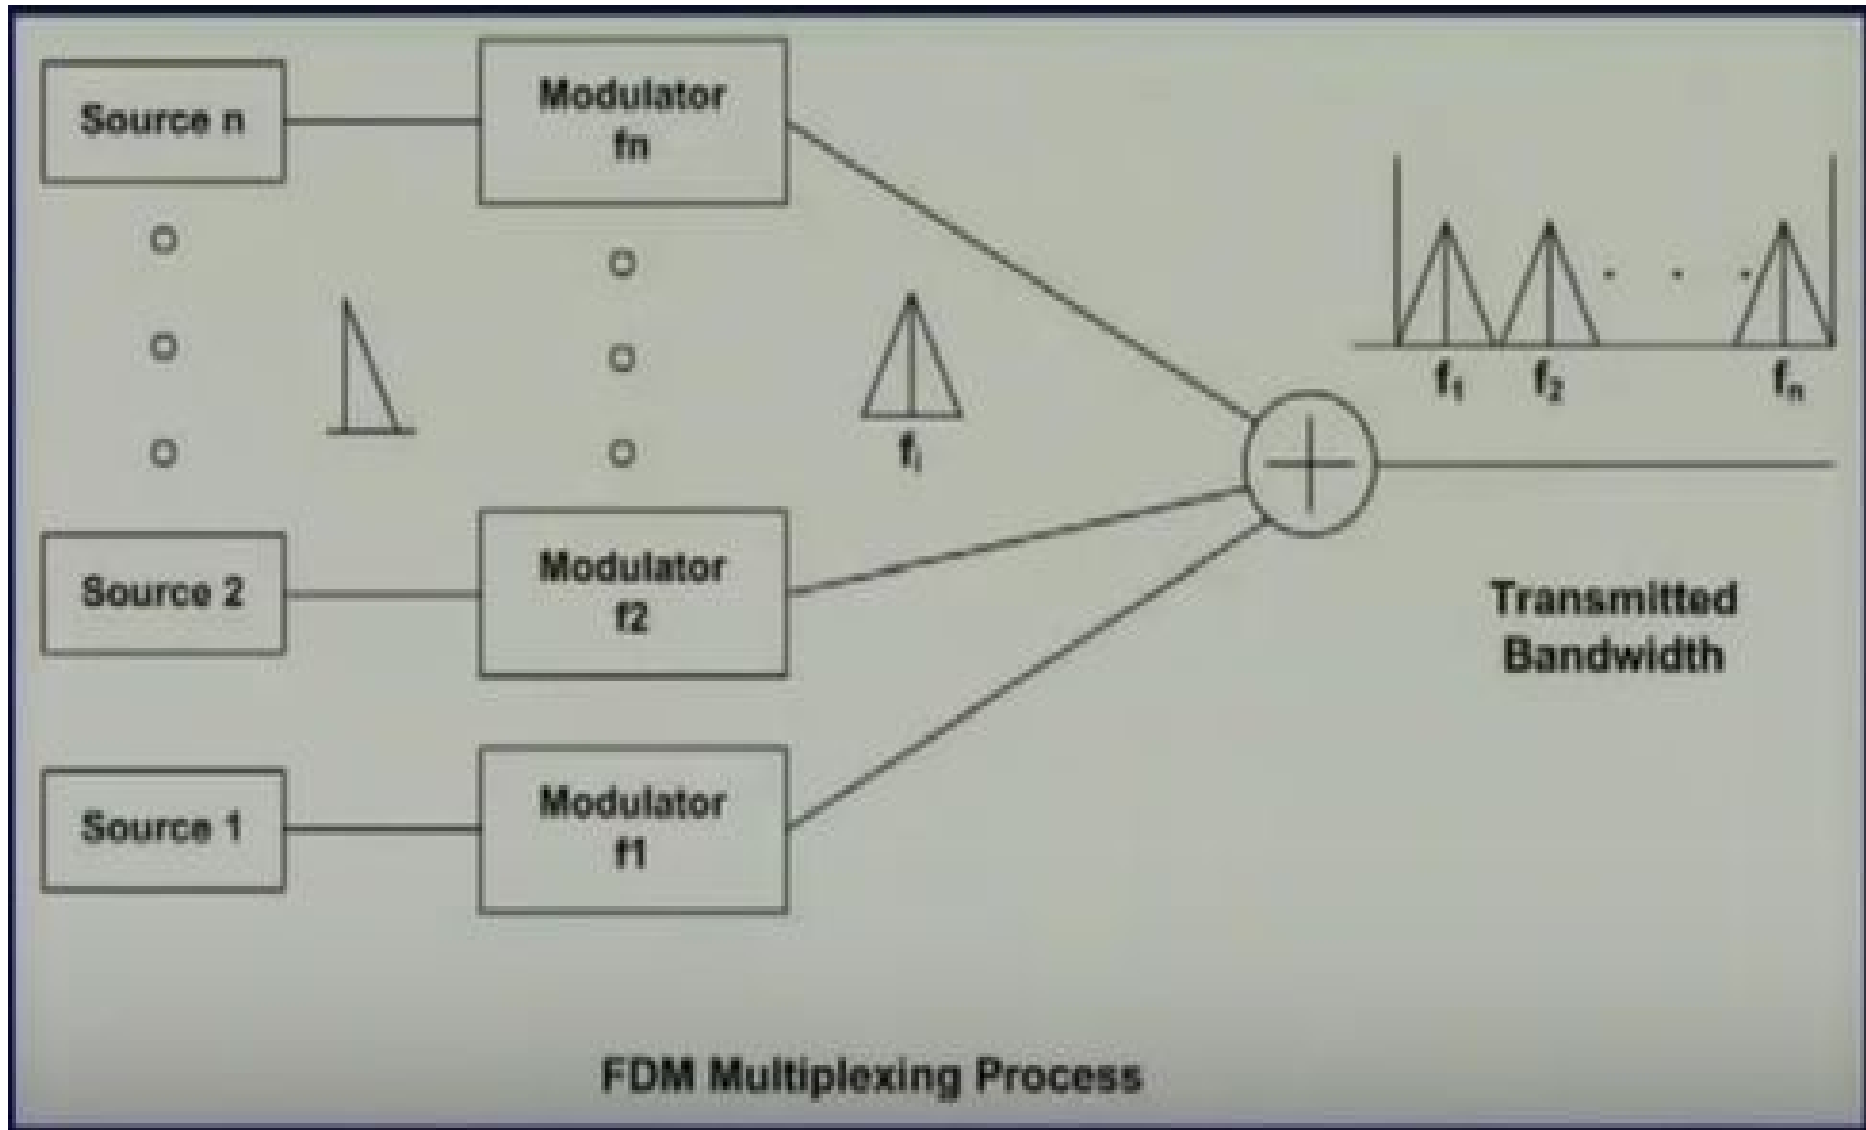 Source n
Modulator
fn
f₁ f₂ fₙ
fᵢ
Source 2
Modulator
f2
Transmitted
Bandwidth
Source 1
Modulator
f1
FDM Multiplexing Process